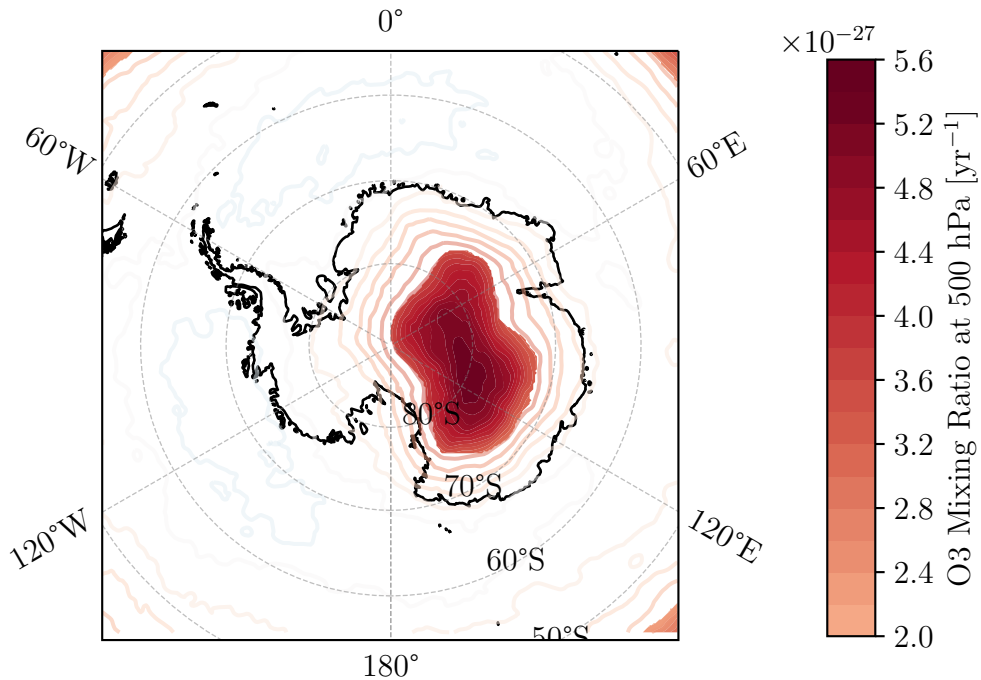 0°
×10⁻²⁷
60°W
60°E
120°W
120°E
180°
80°S
70°S
60°S
50°S
5.6
5.2
4.8
4.4
4.0
3.6
3.2
2.8
2.4
2.0
O3 Mixing Ratio at 500 hPa [yr⁻¹]